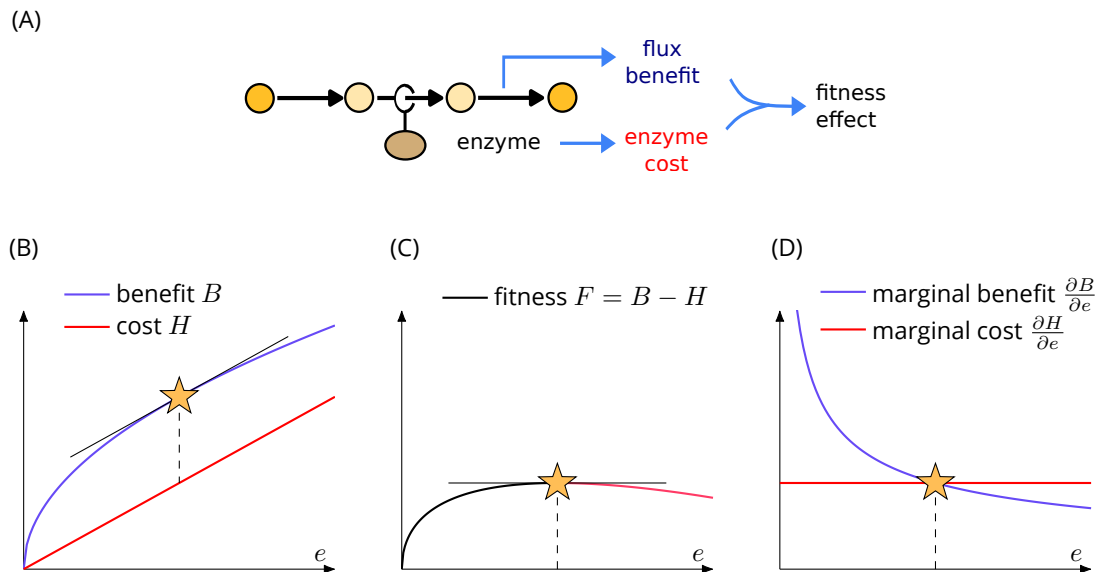 (A)
flux
benefit
enzyme
enzyme
cost
fitness
effect
(B)
benefit B
cost H
e
(C)
fitness F = B − H
e
(D)
marginal benefit ∂B/∂e
marginal cost ∂H/∂e
e